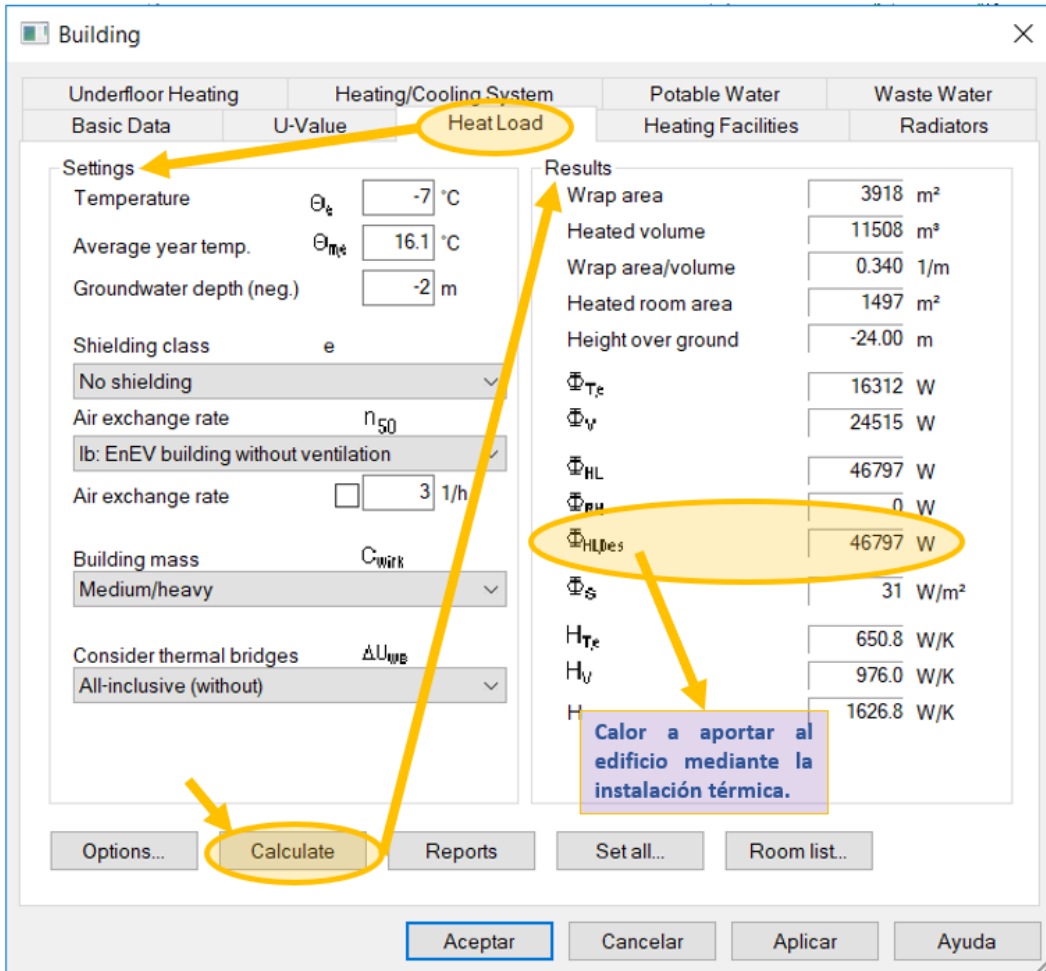 Building
Underfloor Heating Heating/Cooling System Potable Water Waste Water
Basic Data U-Value Heat Load Heating Facilities Radiators
Settings
Temperature Θe -7 °C
Average year temp. Θm,e 16.1 °C
Groundwater depth (neg.) -2 m
Shielding class e
No shielding
Air exchange rate n50
Ib: EnEV building without ventilation
Air exchange rate 3 1/h
Building mass Cwirk
Medium/heavy
Consider thermal bridges ΔUWB
All-inclusive (without)
Results
Wrap area 3918 m²
Heated volume 11508 m³
Wrap area/volume 0.340 1/m
Heated room area 1497 m²
Height over ground -24.00 m
ΦT,e 16312 W
ΦV 24515 W
ΦHL 46797 W
ΦRH 0 W
ΦHL,Des 46797 W
ΦS 31 W/m²
HT,e 650.8 W/K
HV 976.0 W/K
H 1626.8 W/K
Calor a aportar al
edificio mediante la
instalación térmica.
Options... Calculate Reports Set all... Room list...
Aceptar Cancelar Aplicar Ayuda